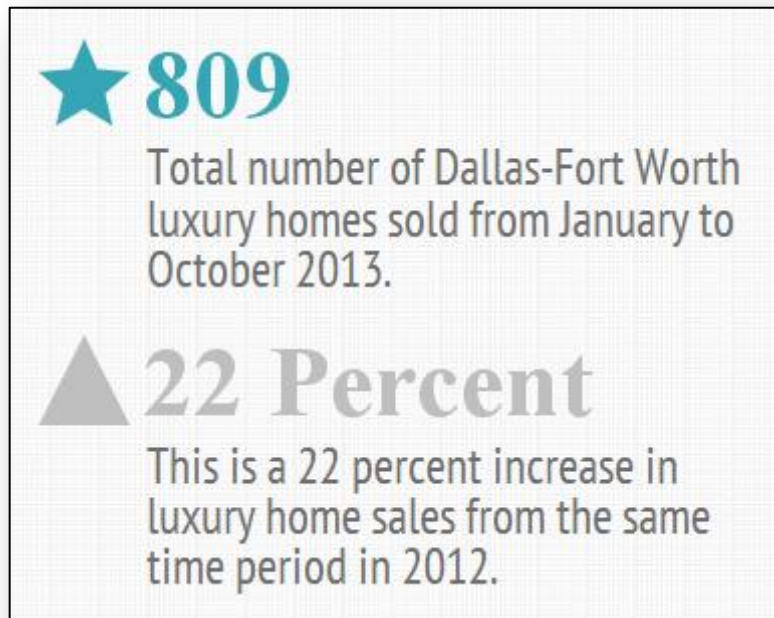 809
Total number of Dallas-Fort Worth
luxury homes sold from January to
October 2013.
22 Percent
This is a 22 percent increase in
luxury home sales from the same
time period in 2012.